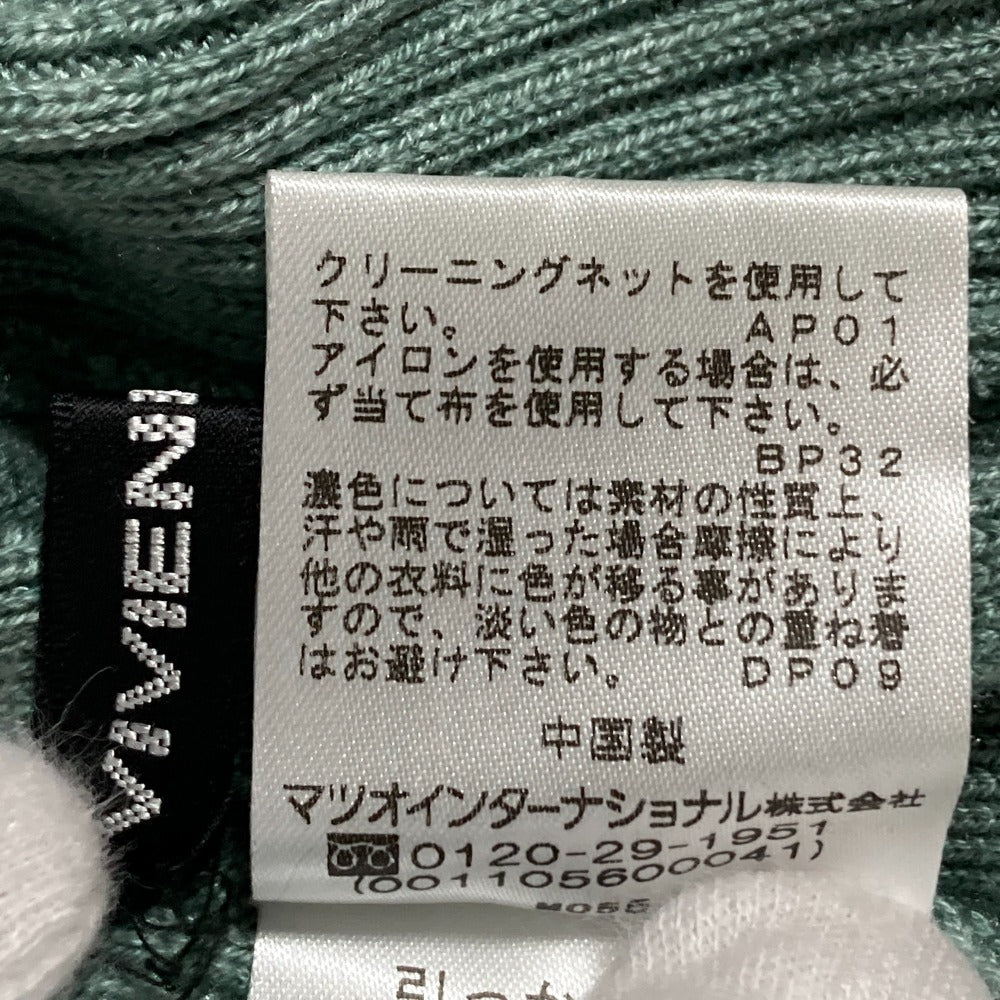 クリーニングネットを使用して
下さい。 AP01
アイロンを使用する場合は、必
ず当て布を使用して下さい。
BP32
濃色については素材の性質上、
汗や雨で湿った場合摩擦により
他の衣料に色が移る事がありま
すので、淡い色の物との重ね着
はお避け下さい。 DP09
中国製
マツオインターナショナル株式会社
0120-29-1951
(001105600041)
VIVIEN